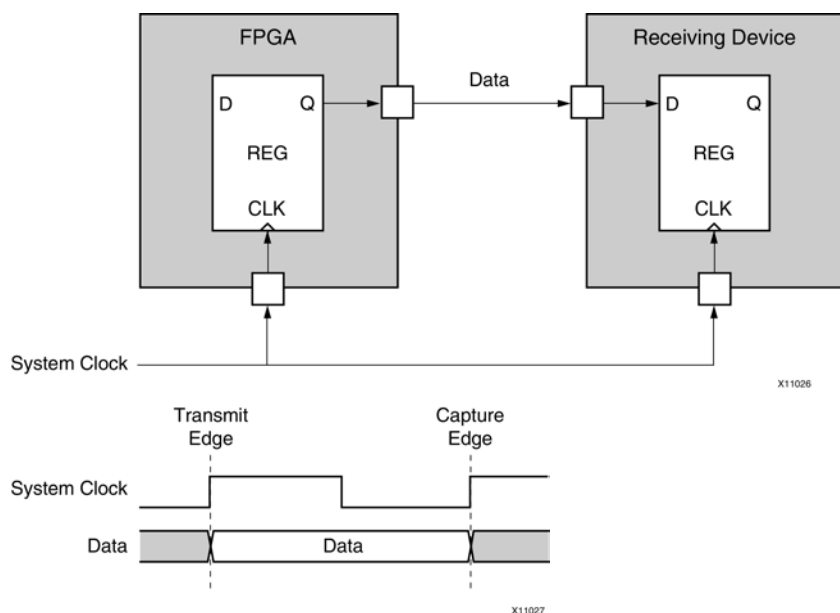 FPGA
Receiving Device
D Q
REG
CLK
Data
D Q
REG
CLK
System Clock
X11026
Transmit
Edge
Capture
Edge
System Clock
Data
Data
X11027